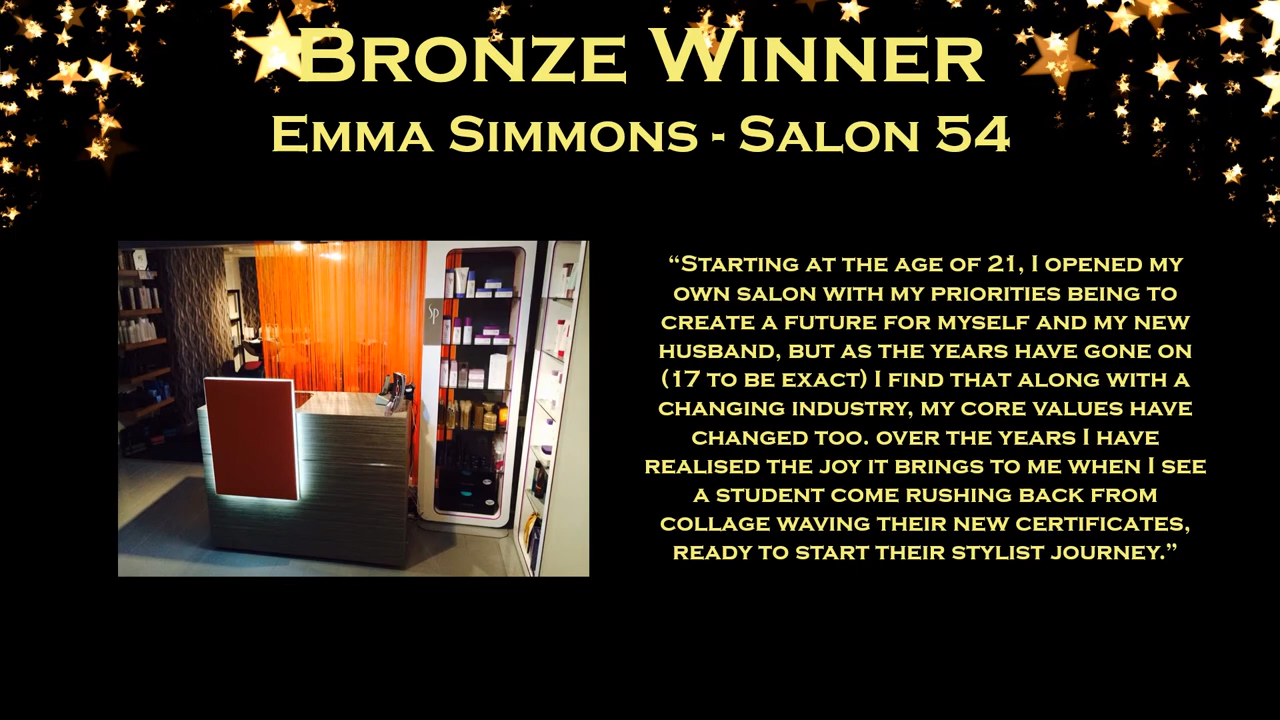 Bronze Winner
Emma Simmons - Salon 54
“Starting at the age of 21, I opened my
own salon with my priorities being to
create a future for myself and my new
husband, but as the years have gone on
(17 to be exact) I find that along with a
changing industry, my core values have
changed too. over the years I have
realised the joy it brings to me when I see
a student come rushing back from
collage waving their new certificates,
ready to start their stylist journey.”
SP